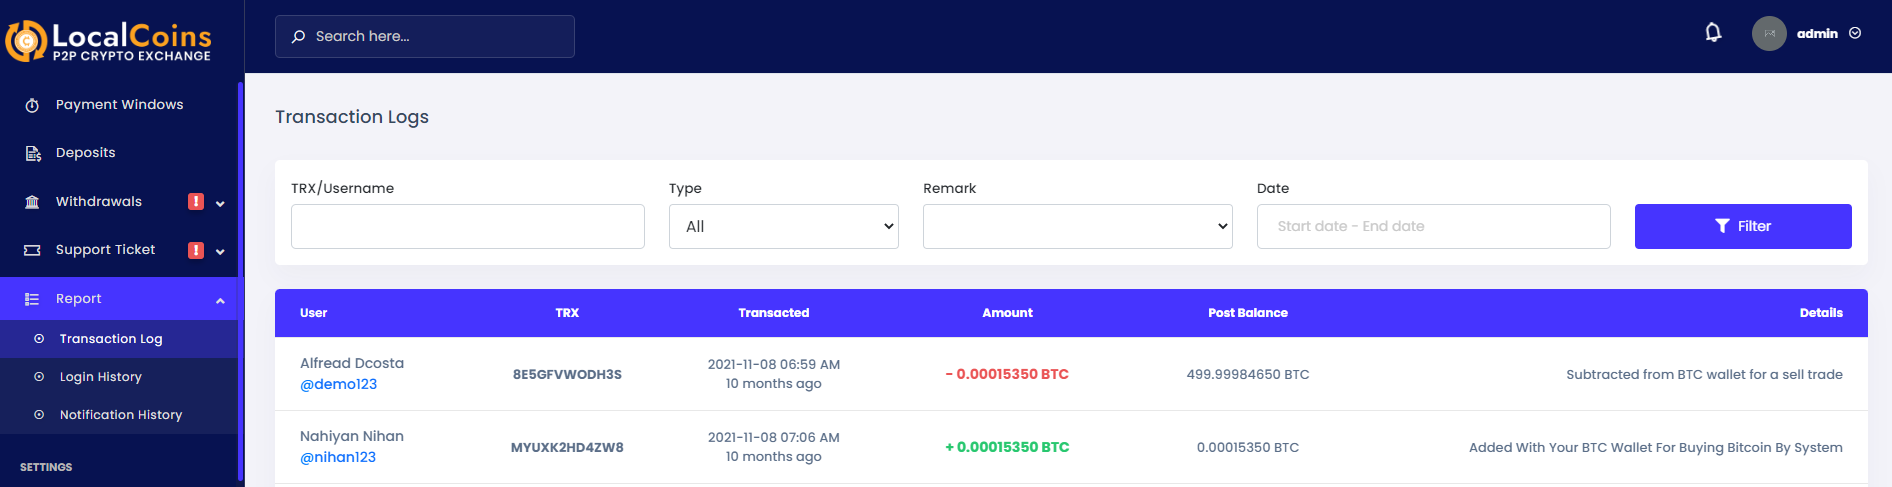 LocalCoins
P2P CRYPTO EXCHANGE
Search here...
admin
Payment Windows
Deposits
Withdrawals !
Support Ticket !
Report
Transaction Log
Login History
Notification History
SETTINGS
Transaction Logs
TRX/Username Type Remark Date
All Start date - End date Filter
User TRX Transacted Amount Post Balance Details
Alfread Dcosta
@demo123
8E5GFVWODH3S
2021-11-08 06:59 AM
10 months ago
- 0.00015350 BTC
499.99984650 BTC
Subtracted from BTC wallet for a sell trade
Nahiyan Nihan
@nihan123
MYUXK2HD4ZW8
2021-11-08 07:06 AM
10 months ago
+ 0.00015350 BTC
0.00015350 BTC
Added With Your BTC Wallet For Buying Bitcoin By System